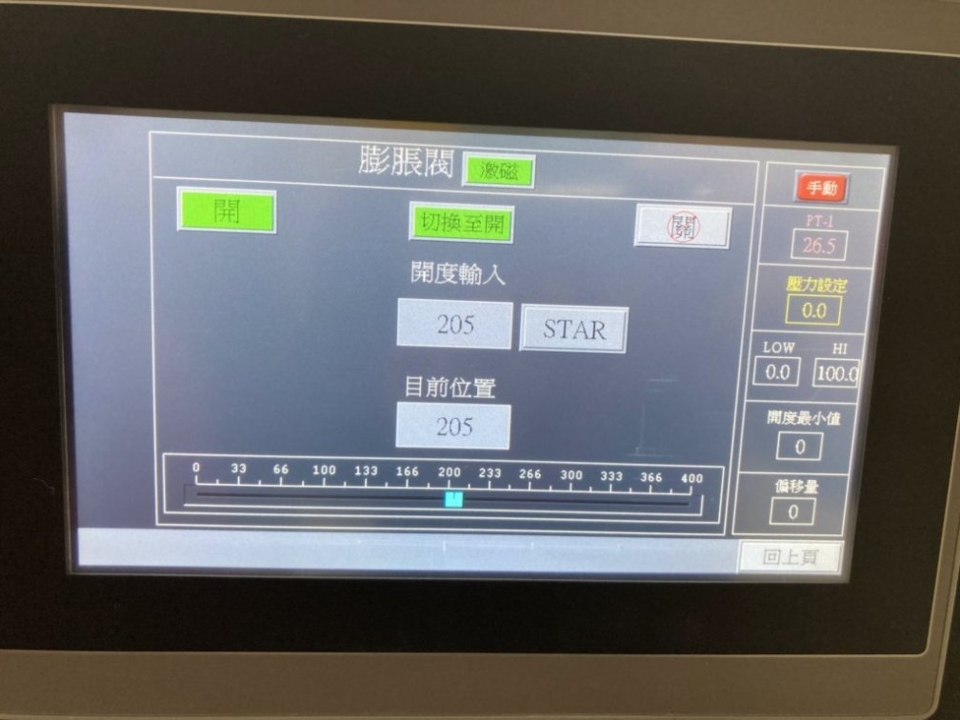 膨脹閥 激磁
開 切換至開 關
開度輸入
205 STAR
目前位置
205
0 33 66 100 133 166 200 233 266 300 333 366 400
手動
PT-1
26.5
壓力設定
0.0
LOW HI
0.0 100.0
開度最小值
0
偏移量
0
回上頁